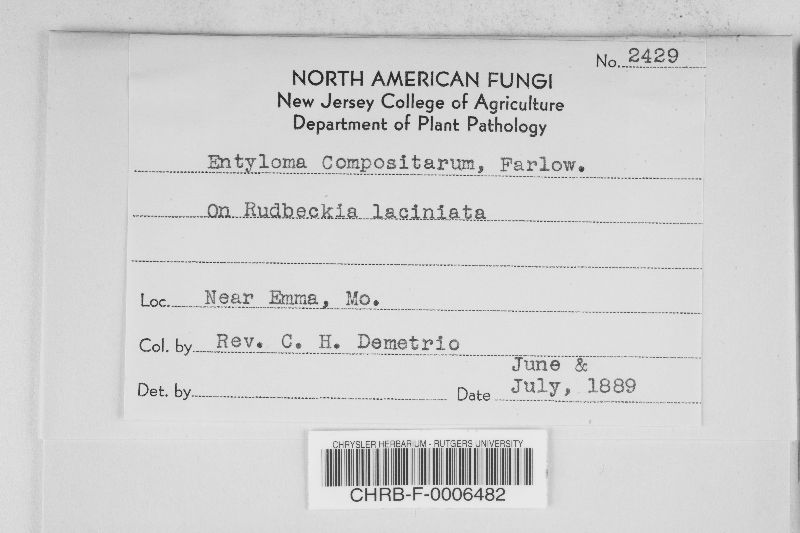 No. 2429
NORTH AMERICAN FUNGI
New Jersey College of Agriculture
Department of Plant Pathology
Entyloma Compositarum, Farlow.
On Rudbeckia laciniata
Loc. Near Emma, Mo.
Col. by Rev. C. H. Demetrio
Det. by
Date June & July, 1889
CHRYSLER HERBARIUM - RUTGERS UNIVERSITY
CHRB-F-0006482